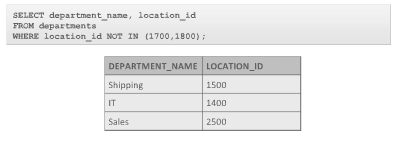 SELECT department_name, location_id
FROM departments
WHERE location_id NOT IN (1700,1800);
DEPARTMENT_NAME LOCATION_ID
Shipping 1500
IT 1400
Sales 2500